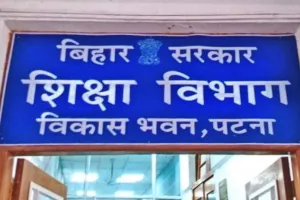 बिहार सरकार
शिक्षा विभाग
विकास भवन, पटना